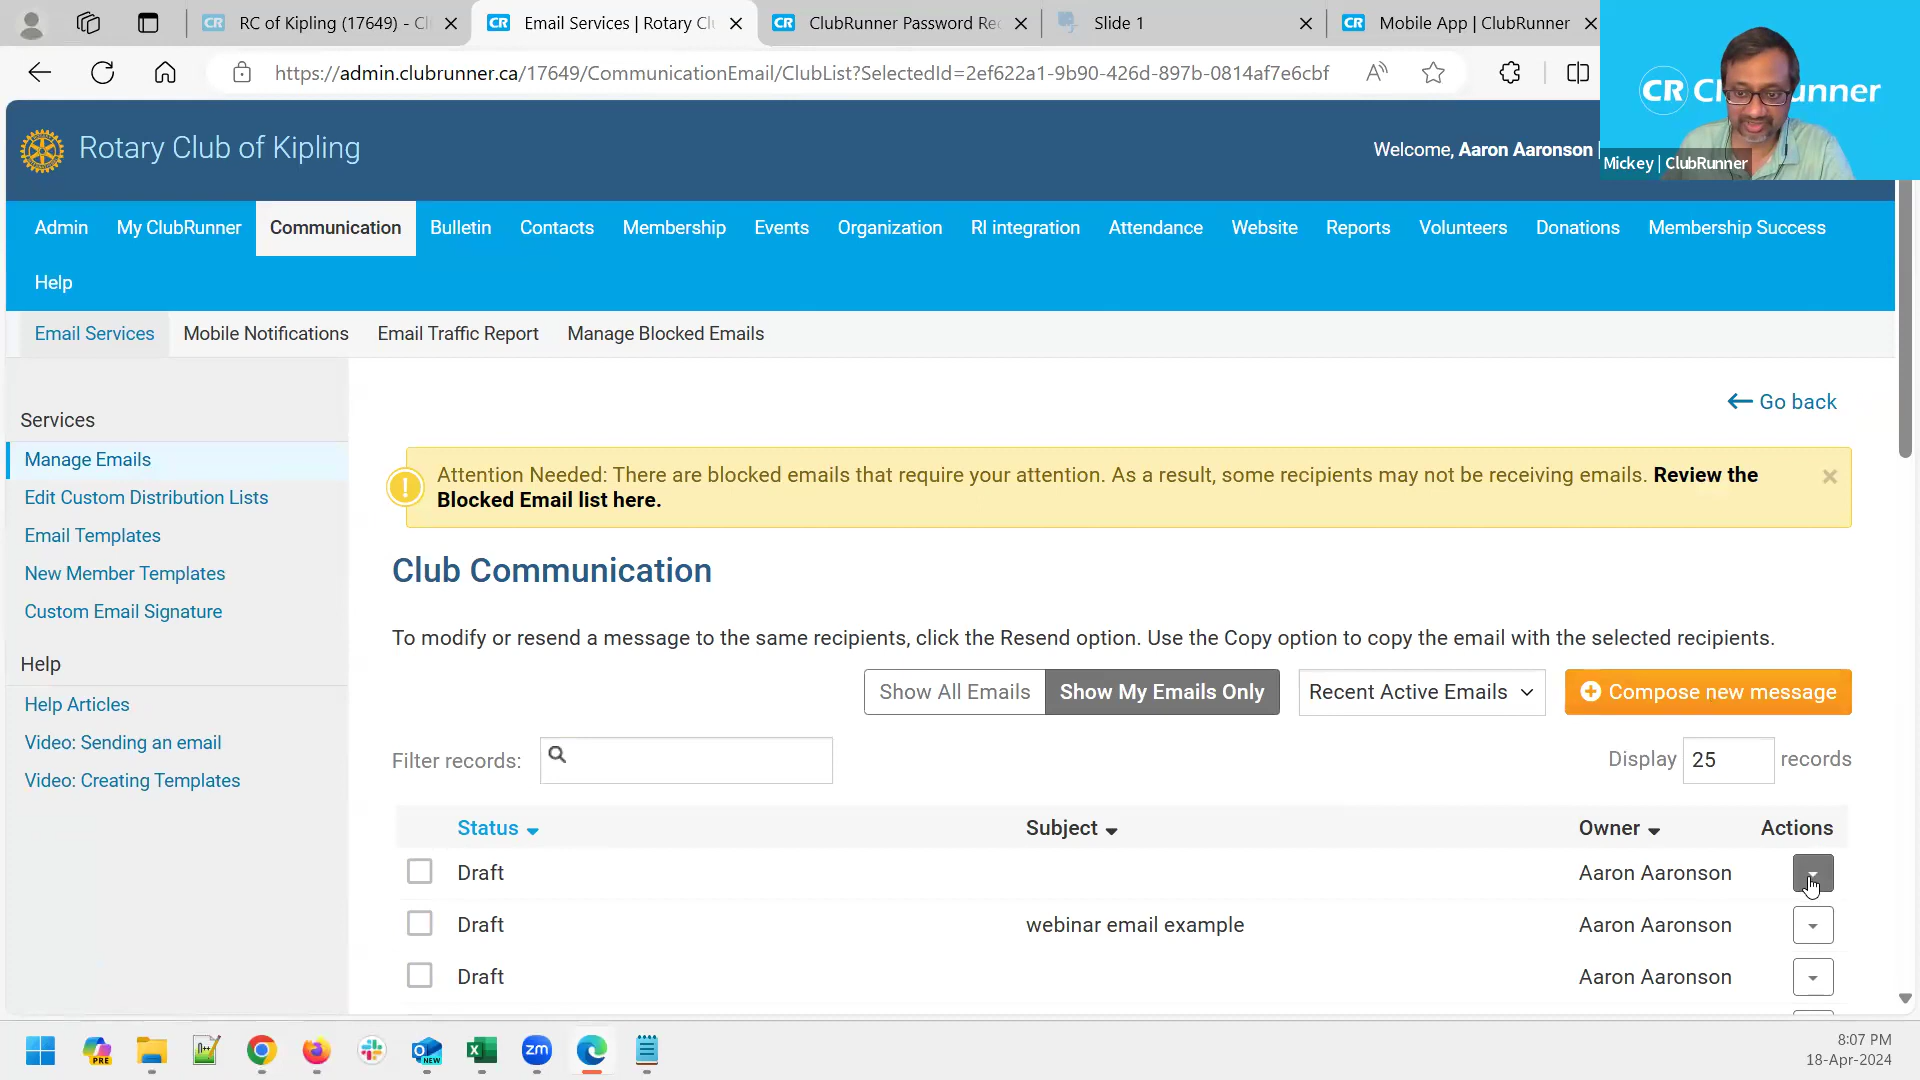 RC of Kipling (17649) - Cl
Email Services | Rotary Cl
ClubRunner Password Re
Slide 1
Mobile App | ClubRunner
https://admin.clubrunner.ca/17649/CommunicationEmail/ClubList?SelectedId=2ef622a1-9b90-426d-897b-0814af7e6cbf
Mickey | ClubRunner
Rotary Club of Kipling
Welcome, Aaron Aaronson
Admin My ClubRunner Communication Bulletin Contacts Membership Events Organization RI integration Attendance Website Reports Volunteers Donations Membership Success
Help
Email Services Mobile Notifications Email Traffic Report Manage Blocked Emails
Services
Manage Emails
Edit Custom Distribution Lists
Email Templates
New Member Templates
Custom Email Signature
Help
Help Articles
Video: Sending an email
Video: Creating Templates
Go back
Attention Needed: There are blocked emails that require your attention. As a result, some recipients may not be receiving emails. Review the
Blocked Email list here.
Club Communication
To modify or resend a message to the same recipients, click the Resend option. Use the Copy option to copy the email with the selected recipients.
Show All Emails Show My Emails Only Recent Active Emails Compose new message
Filter records: Display 25 records
Status Subject Owner Actions
Draft Aaron Aaronson
Draft webinar email example Aaron Aaronson
Draft Aaron Aaronson
8:07 PM
18-Apr-2024